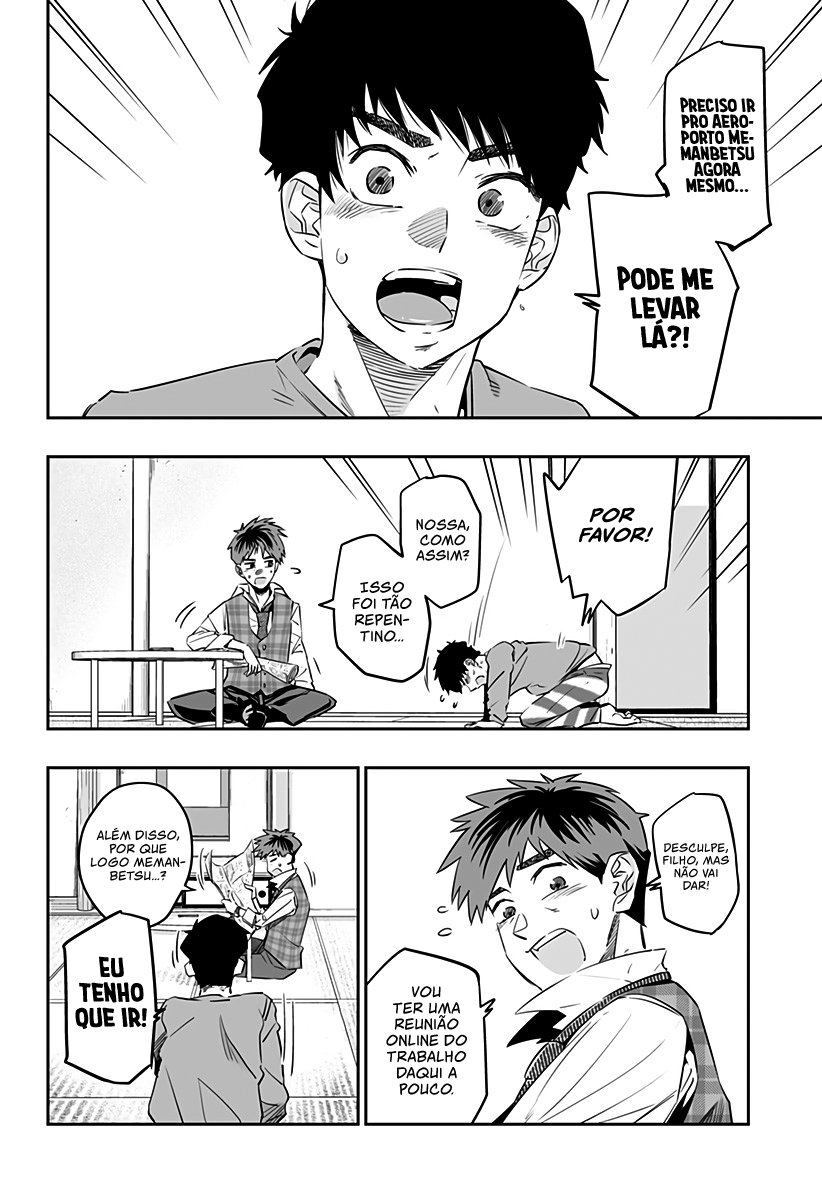 PRECISO IR
PRO AERO-
PORTO ME-
MANBETSU
AGORA
MESMO...
PODE ME
LEVAR
LÁ?!
POR
FAVOR!
NOSSA,
COMO
ASSIM?
ISSO
FOI TÃO
REPEN-
TINO...
DESCULPE,
FILHO, MAS
NÃO VAI
DAR!
VOU
TER UMA
REUNIÃO
ONLINE DO
TRABALHO
DAQUI A
POUCO.
ALÉM DISSO,
POR QUE
LOGO MEMAN-
BETSU...?
EU
TENHO
QUE IR!